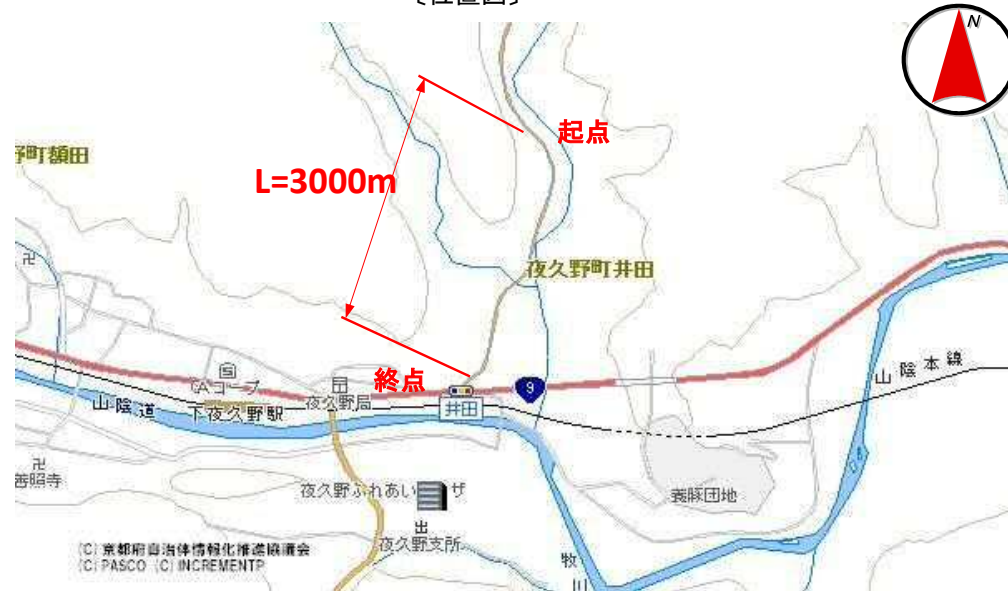 N
起点
野町額田
L=3000m
夜久野町井田
卍
Aコープ
終点
夜久野局
9
井田
山陰本線
山陰道
下夜久野駅
卍
善照寺
夜久野ふれあい
ザ
養豚団地
夜久野支所
牧川
(C) 京都府自治体情報化推進協議会
(C) PASCO (C) INCREMENTP